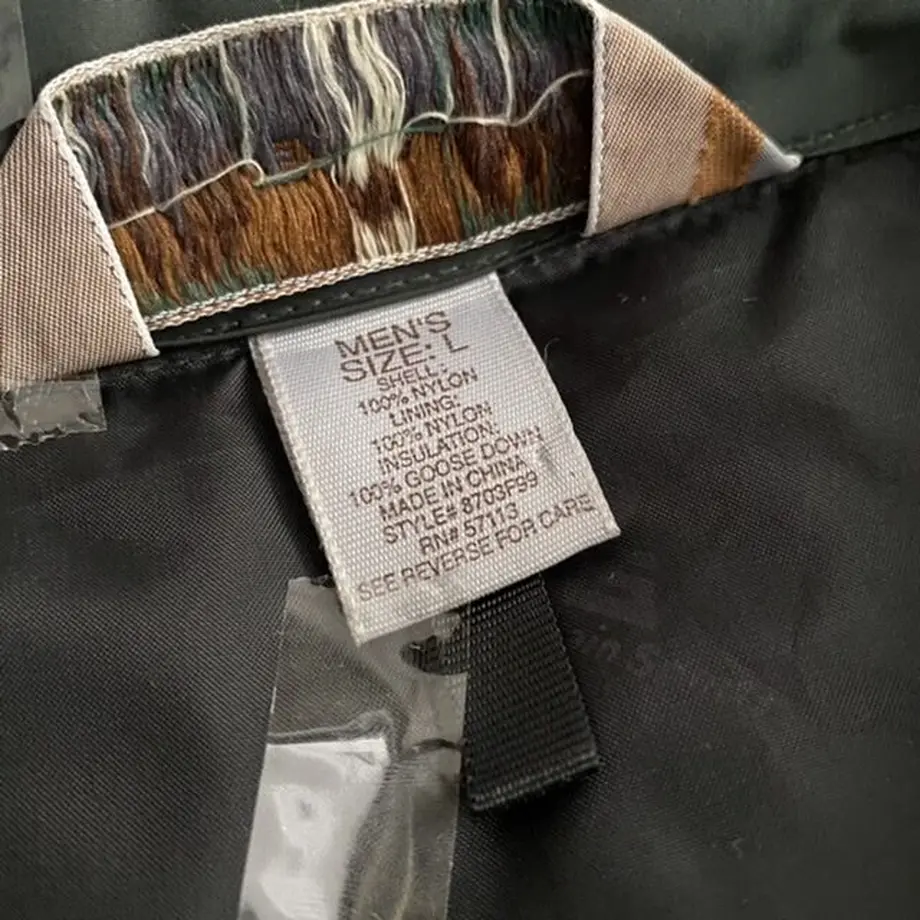 MEN'S
SIZE: L
SHELL:
100% NYLON
LINING:
100% NYLON
INSULATION:
100% GOOSE DOWN
MADE IN CHINA
STYLE# 8703F99
RN# 57113
SEE REVERSE FOR CARE